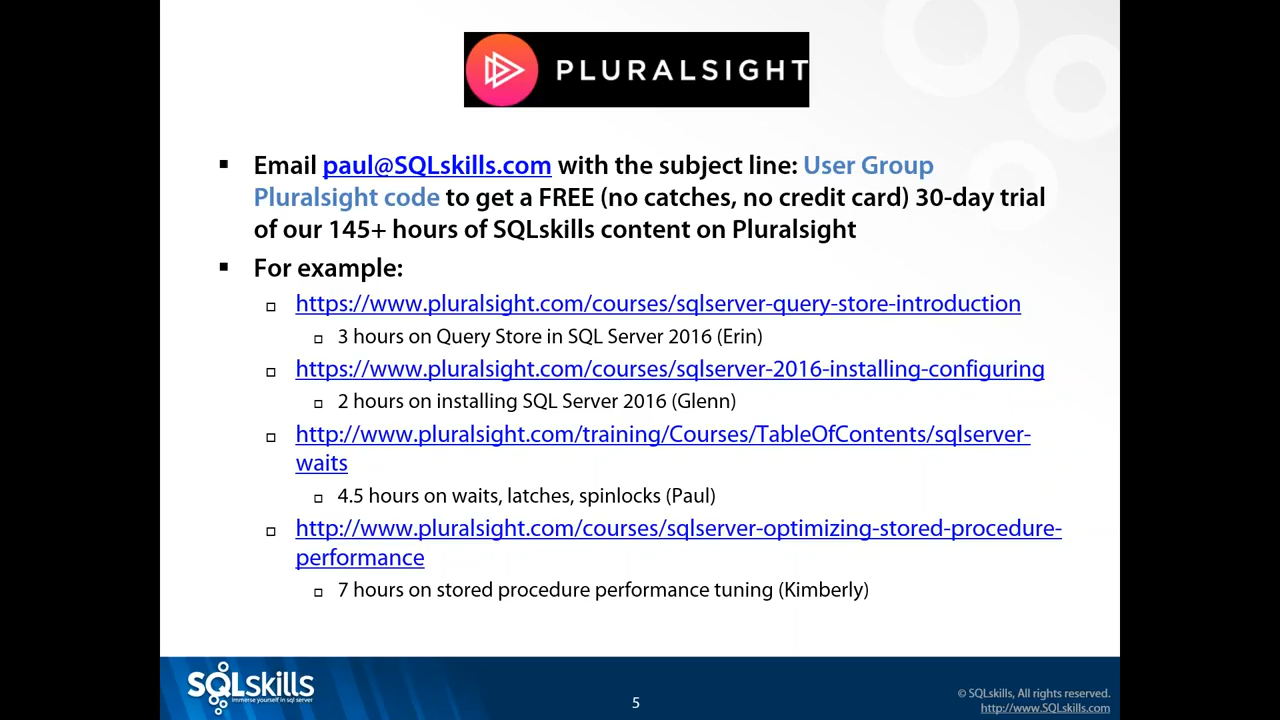 PLURALSIGHT
▪ Email paul@SQLskills.com with the subject line: User Group
Pluralsight code to get a FREE (no catches, no credit card) 30-day trial
of our 145+ hours of SQLskills content on Pluralsight
▪ For example:
▫ https://www.pluralsight.com/courses/sqlserver-query-store-introduction
▫ 3 hours on Query Store in SQL Server 2016 (Erin)
▫ https://www.pluralsight.com/courses/sqlserver-2016-installing-configuring
▫ 2 hours on installing SQL Server 2016 (Glenn)
▫ http://www.pluralsight.com/training/Courses/TableOfContents/sqlserver-
waits
▫ 4.5 hours on waits, latches, spinlocks (Paul)
▫ http://www.pluralsight.com/courses/sqlserver-optimizing-stored-procedure-
performance
▫ 7 hours on stored procedure performance tuning (Kimberly)
SQLskills
immerse yourself in sql server
5
© SQLskills, All rights reserved.
http://www.SQLskills.com